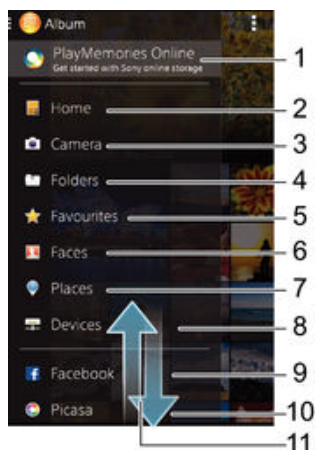 Album
PlayMemories Online 1
Get started with Sony online storage
Home 2
Camera 3
Folders 4
Favourites 5
Faces 6
Places 7
Devices 8
Facebook 9
Picasa 10
11